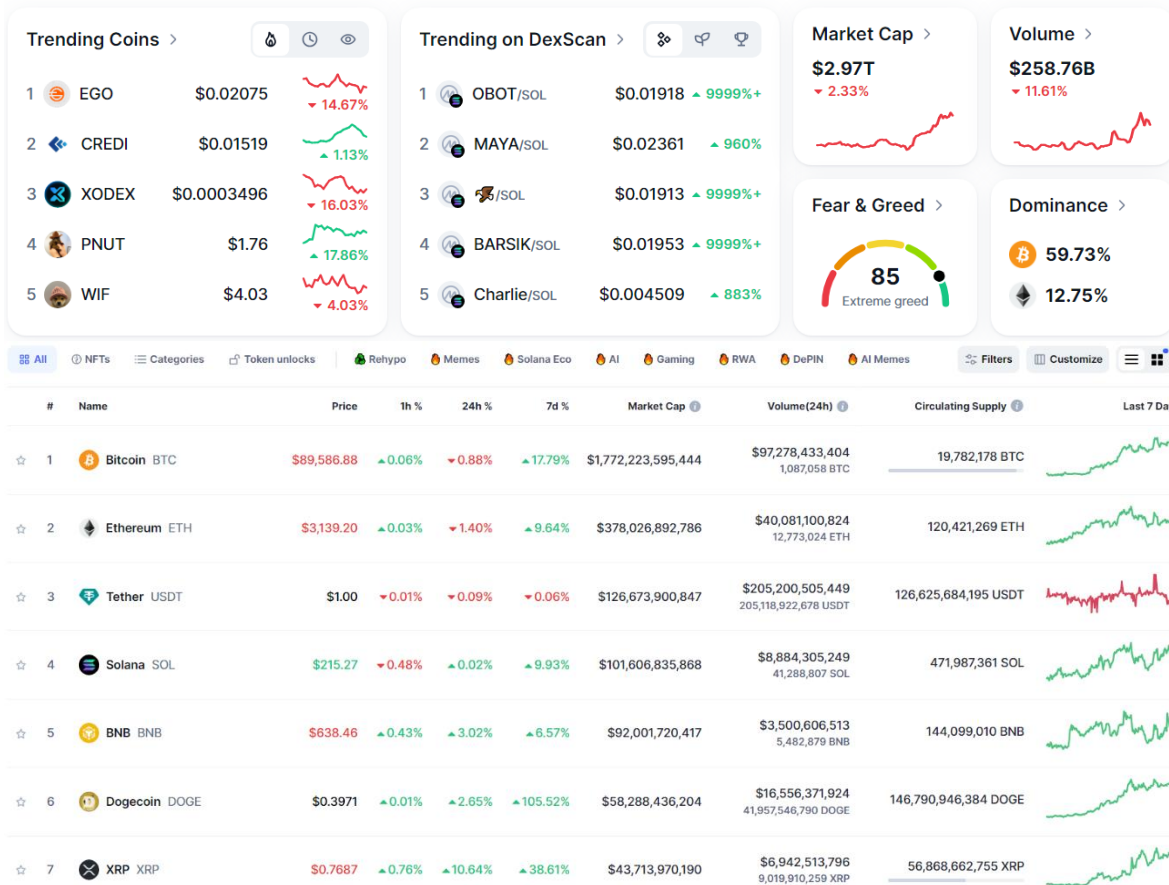 Trending Coins >
1 EGO $0.02075 ▼ 14.67%
2 CREDI $0.01519 ▲ 1.13%
3 XODEX $0.0003496 ▼ 16.03%
4 PNUT $1.76 ▲ 17.86%
5 WIF $4.03 ▼ 4.03%
Trending on DexScan >
1 OBOT/SOL $0.01918 ▲ 9999%+
2 MAYA/SOL $0.02361 ▲ 960%
3 /SOL $0.01913 ▲ 9999%+
4 BARSIK/SOL $0.01953 ▲ 9999%+
5 Charlie/SOL $0.004509 ▲ 883%
Market Cap >
$2.97T
▼ 2.33%
Volume >
$258.76B
▼ 11.61%
Fear & Greed >
85
Extreme greed
Dominance >
59.73%
12.75%
All NFTs Categories Token unlocks Rehypo Memes Solana Eco AI Gaming RWA DePIN AI Memes Filters Customize
# Name Price 1h % 24h % 7d % Market Cap Volume(24h) Circulating Supply Last 7 Da
1 Bitcoin BTC $89,586.88 ▲0.06% ▼0.88% ▲17.79% $1,772,223,595,444 $97,278,433,404 19,782,178 BTC
1,087,058 BTC
2 Ethereum ETH $3,139.20 ▲0.03% ▼1.40% ▲9.64% $378,026,892,786 $40,081,100,824 120,421,269 ETH
12,773,024 ETH
3 Tether USDT $1.00 ▼0.01% ▼0.09% ▼0.06% $126,673,900,847 $205,200,505,449 126,625,684,195 USDT
205,118,922,678 USDT
4 Solana SOL $215.27 ▼0.48% ▲0.02% ▲9.93% $101,606,835,868 $8,884,305,249 471,987,361 SOL
41,288,807 SOL
5 BNB BNB $638.46 ▲0.43% ▲3.02% ▲6.57% $92,001,720,417 $3,500,606,513 144,099,010 BNB
5,482,879 BNB
6 Dogecoin DOGE $0.3971 ▲0.01% ▲2.65% ▲105.52% $58,288,436,204 $16,556,371,924 146,790,946,384 DOGE
41,957,546,790 DOGE
7 XRP XRP $0.7687 ▲0.76% ▲10.64% ▲38.61% $43,713,970,190 $6,942,513,796 56,868,662,755 XRP
9,019,910,259 XRP